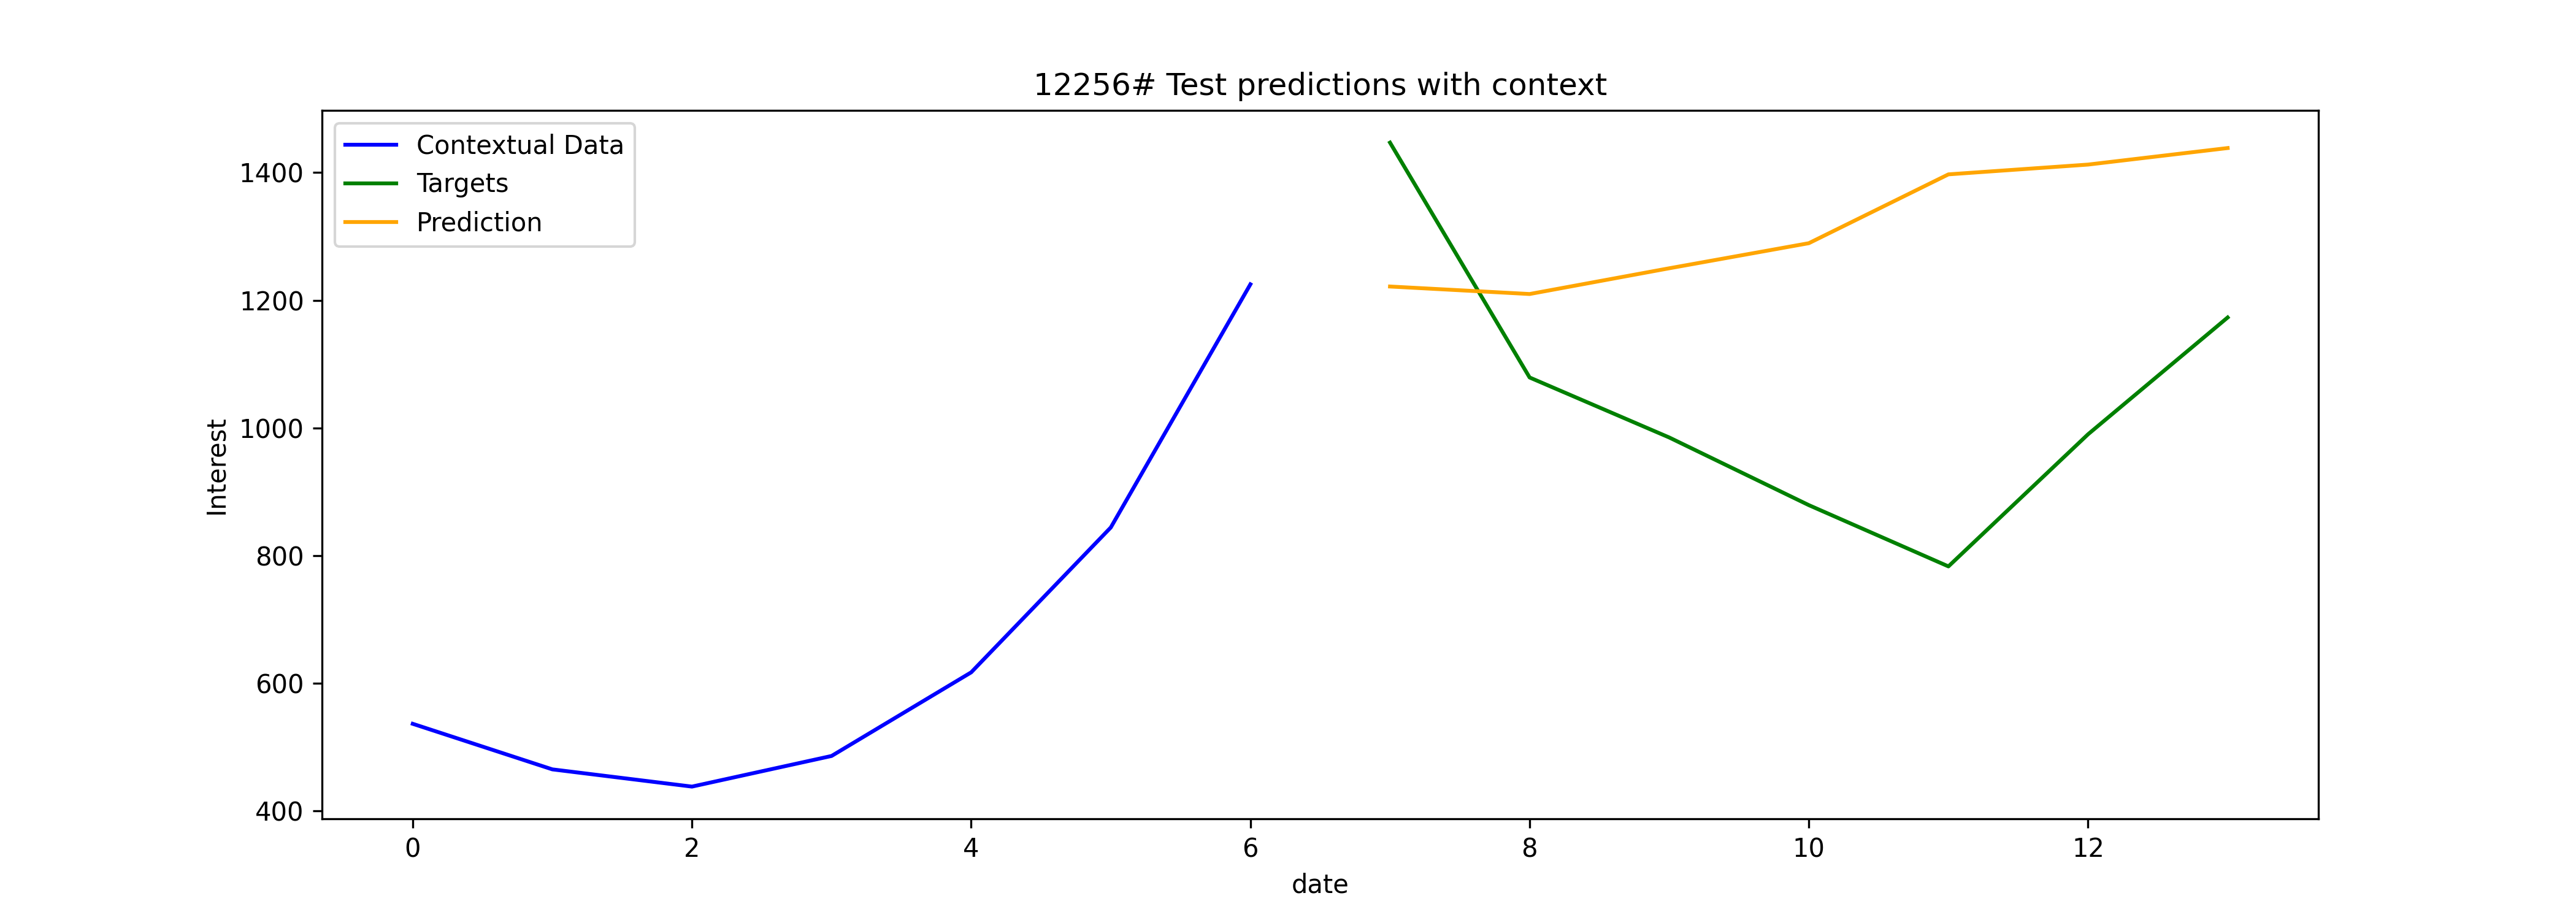 12256# Test predictions with context
Contextual Data
Targets
Prediction
Interest
1400
1200
1000
800
600
400
0 2 4 6 8 10 12
date